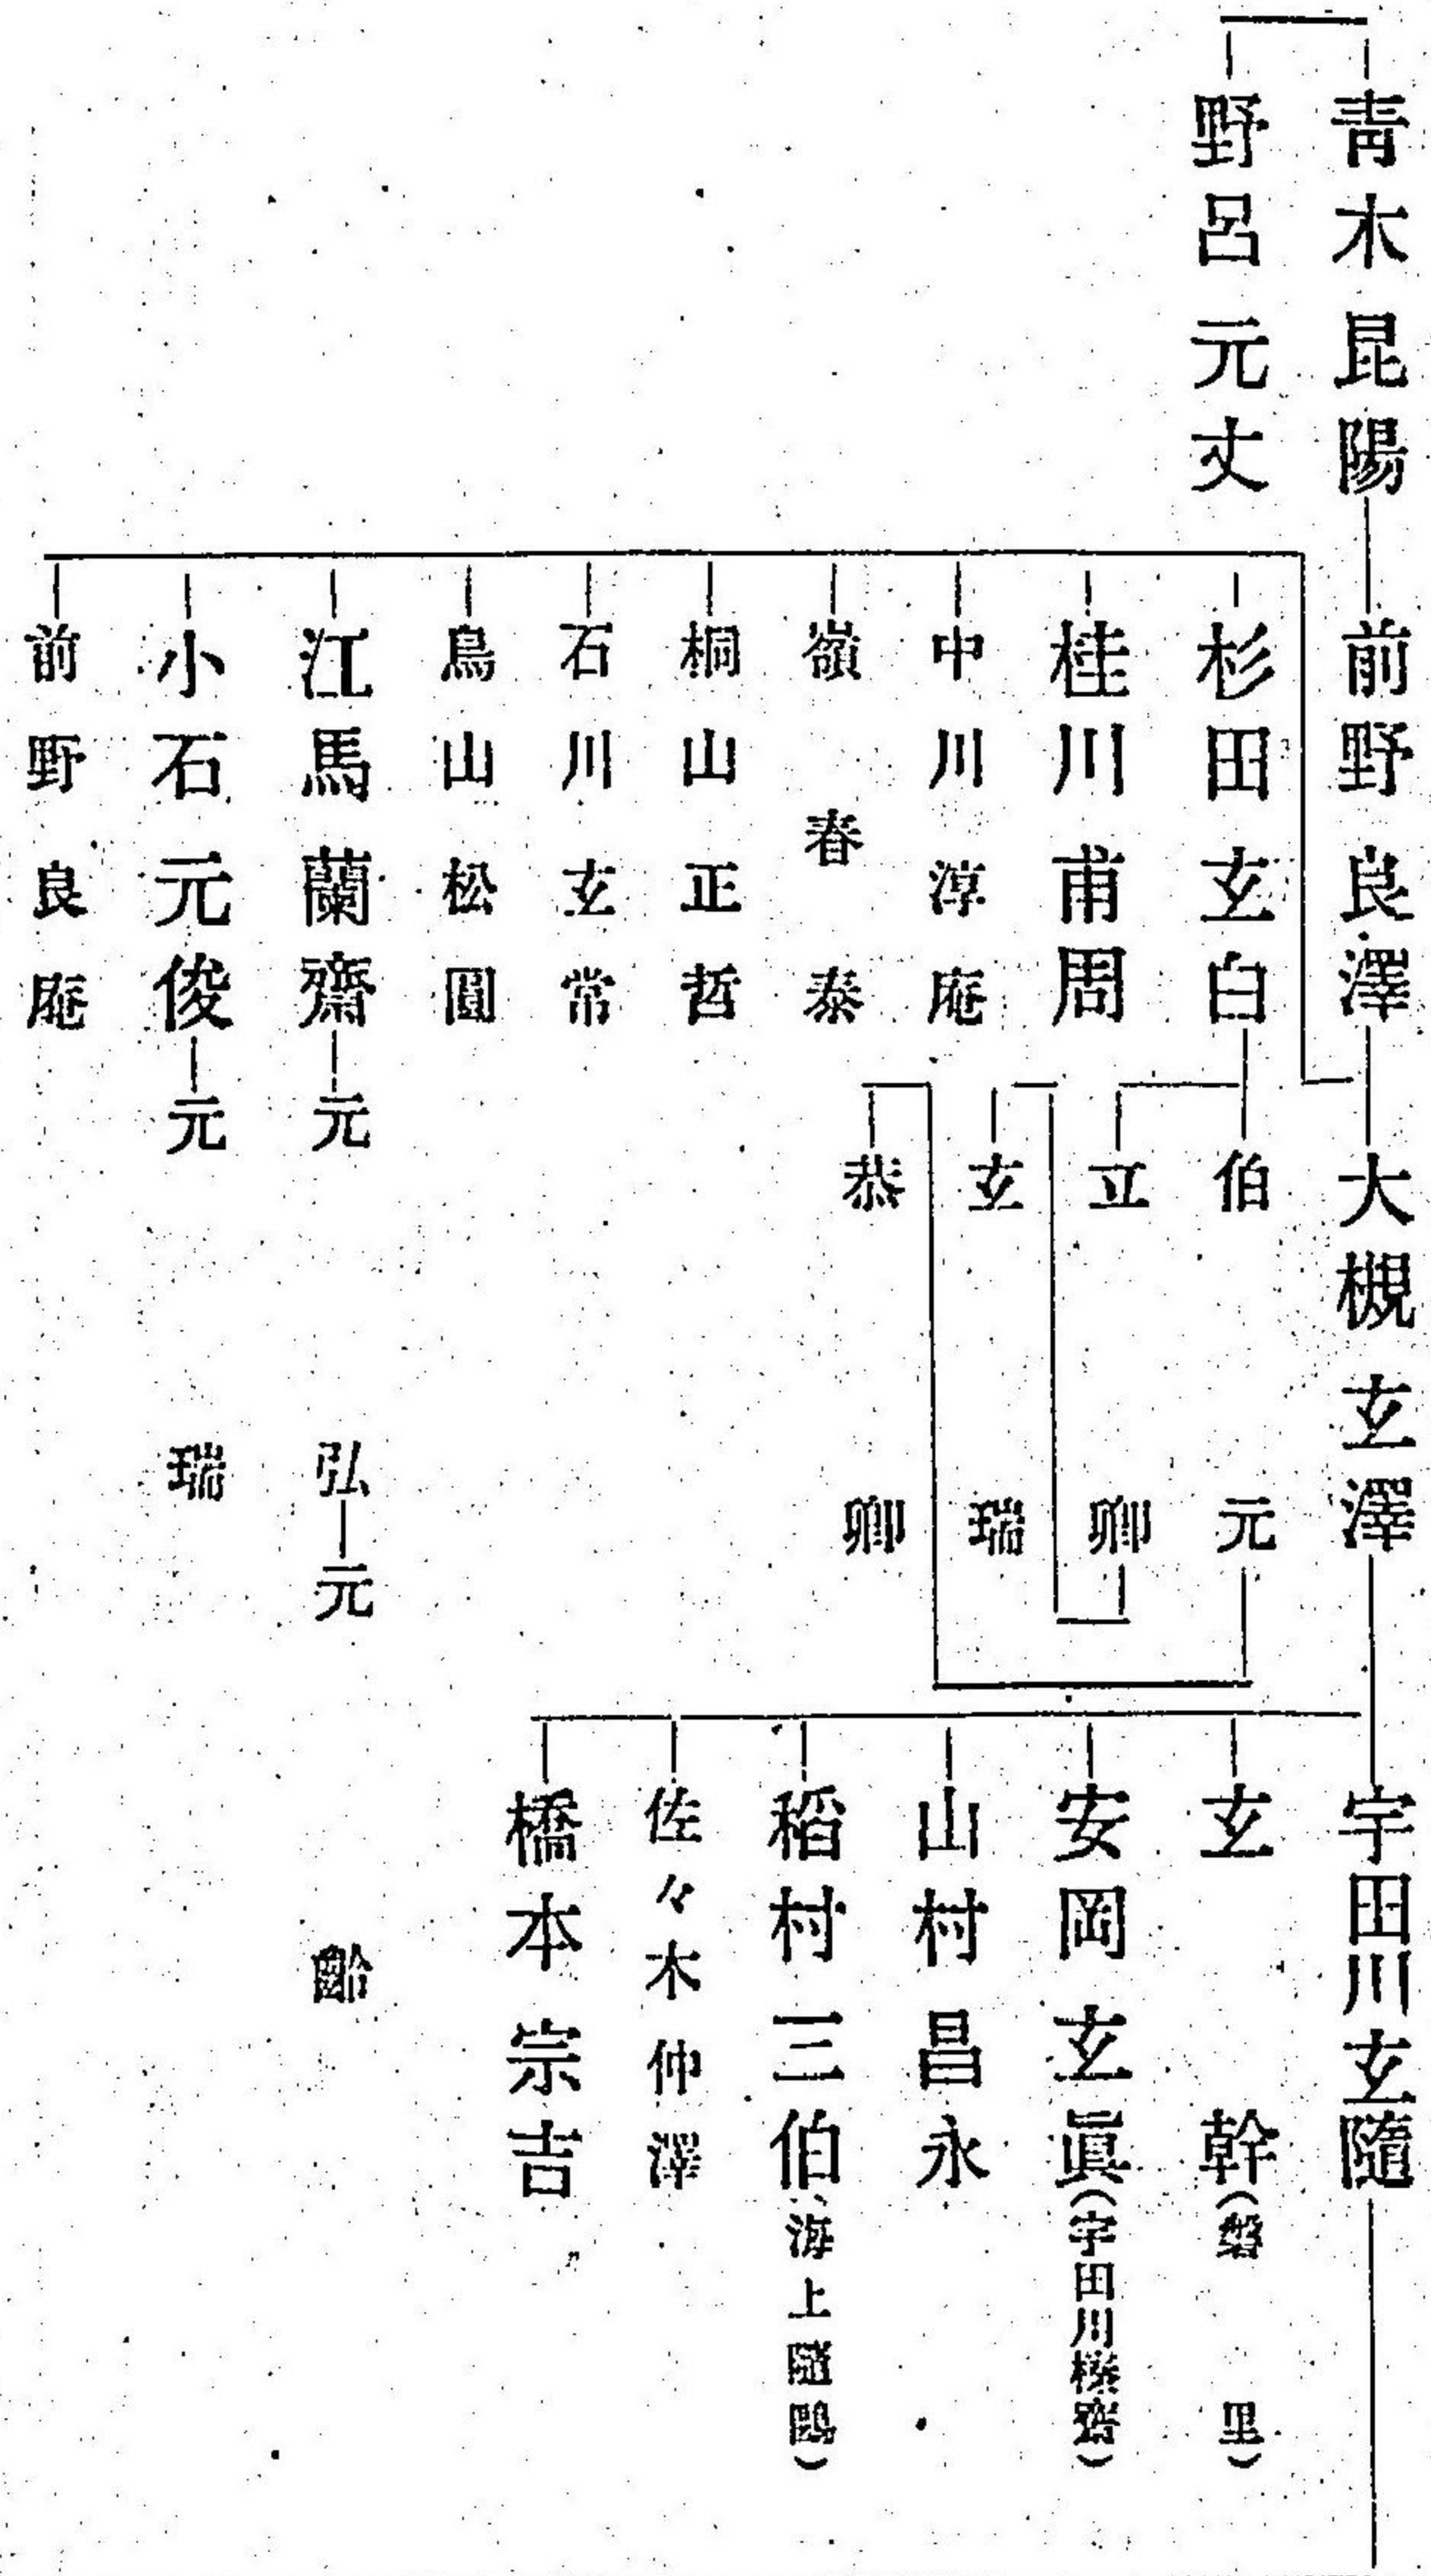 青木昆陽
野呂元丈
前野良澤
杉田玄白
桂川甫周
中川淳庵
嶺春泰
桐山正哲
石川玄常
鳥山松圓
江馬蘭齋
小石元俊
前野良庵
大槻玄澤
伯元
立卿
玄瑞
恭卿
元弘
元瑞
元齡
宇田川玄隨
玄幹(磐里)
安岡玄眞(宇田川榛齋)
山村昌永
稻村三伯(海上隨鷗)
佐々木仲澤
橋本宗吉